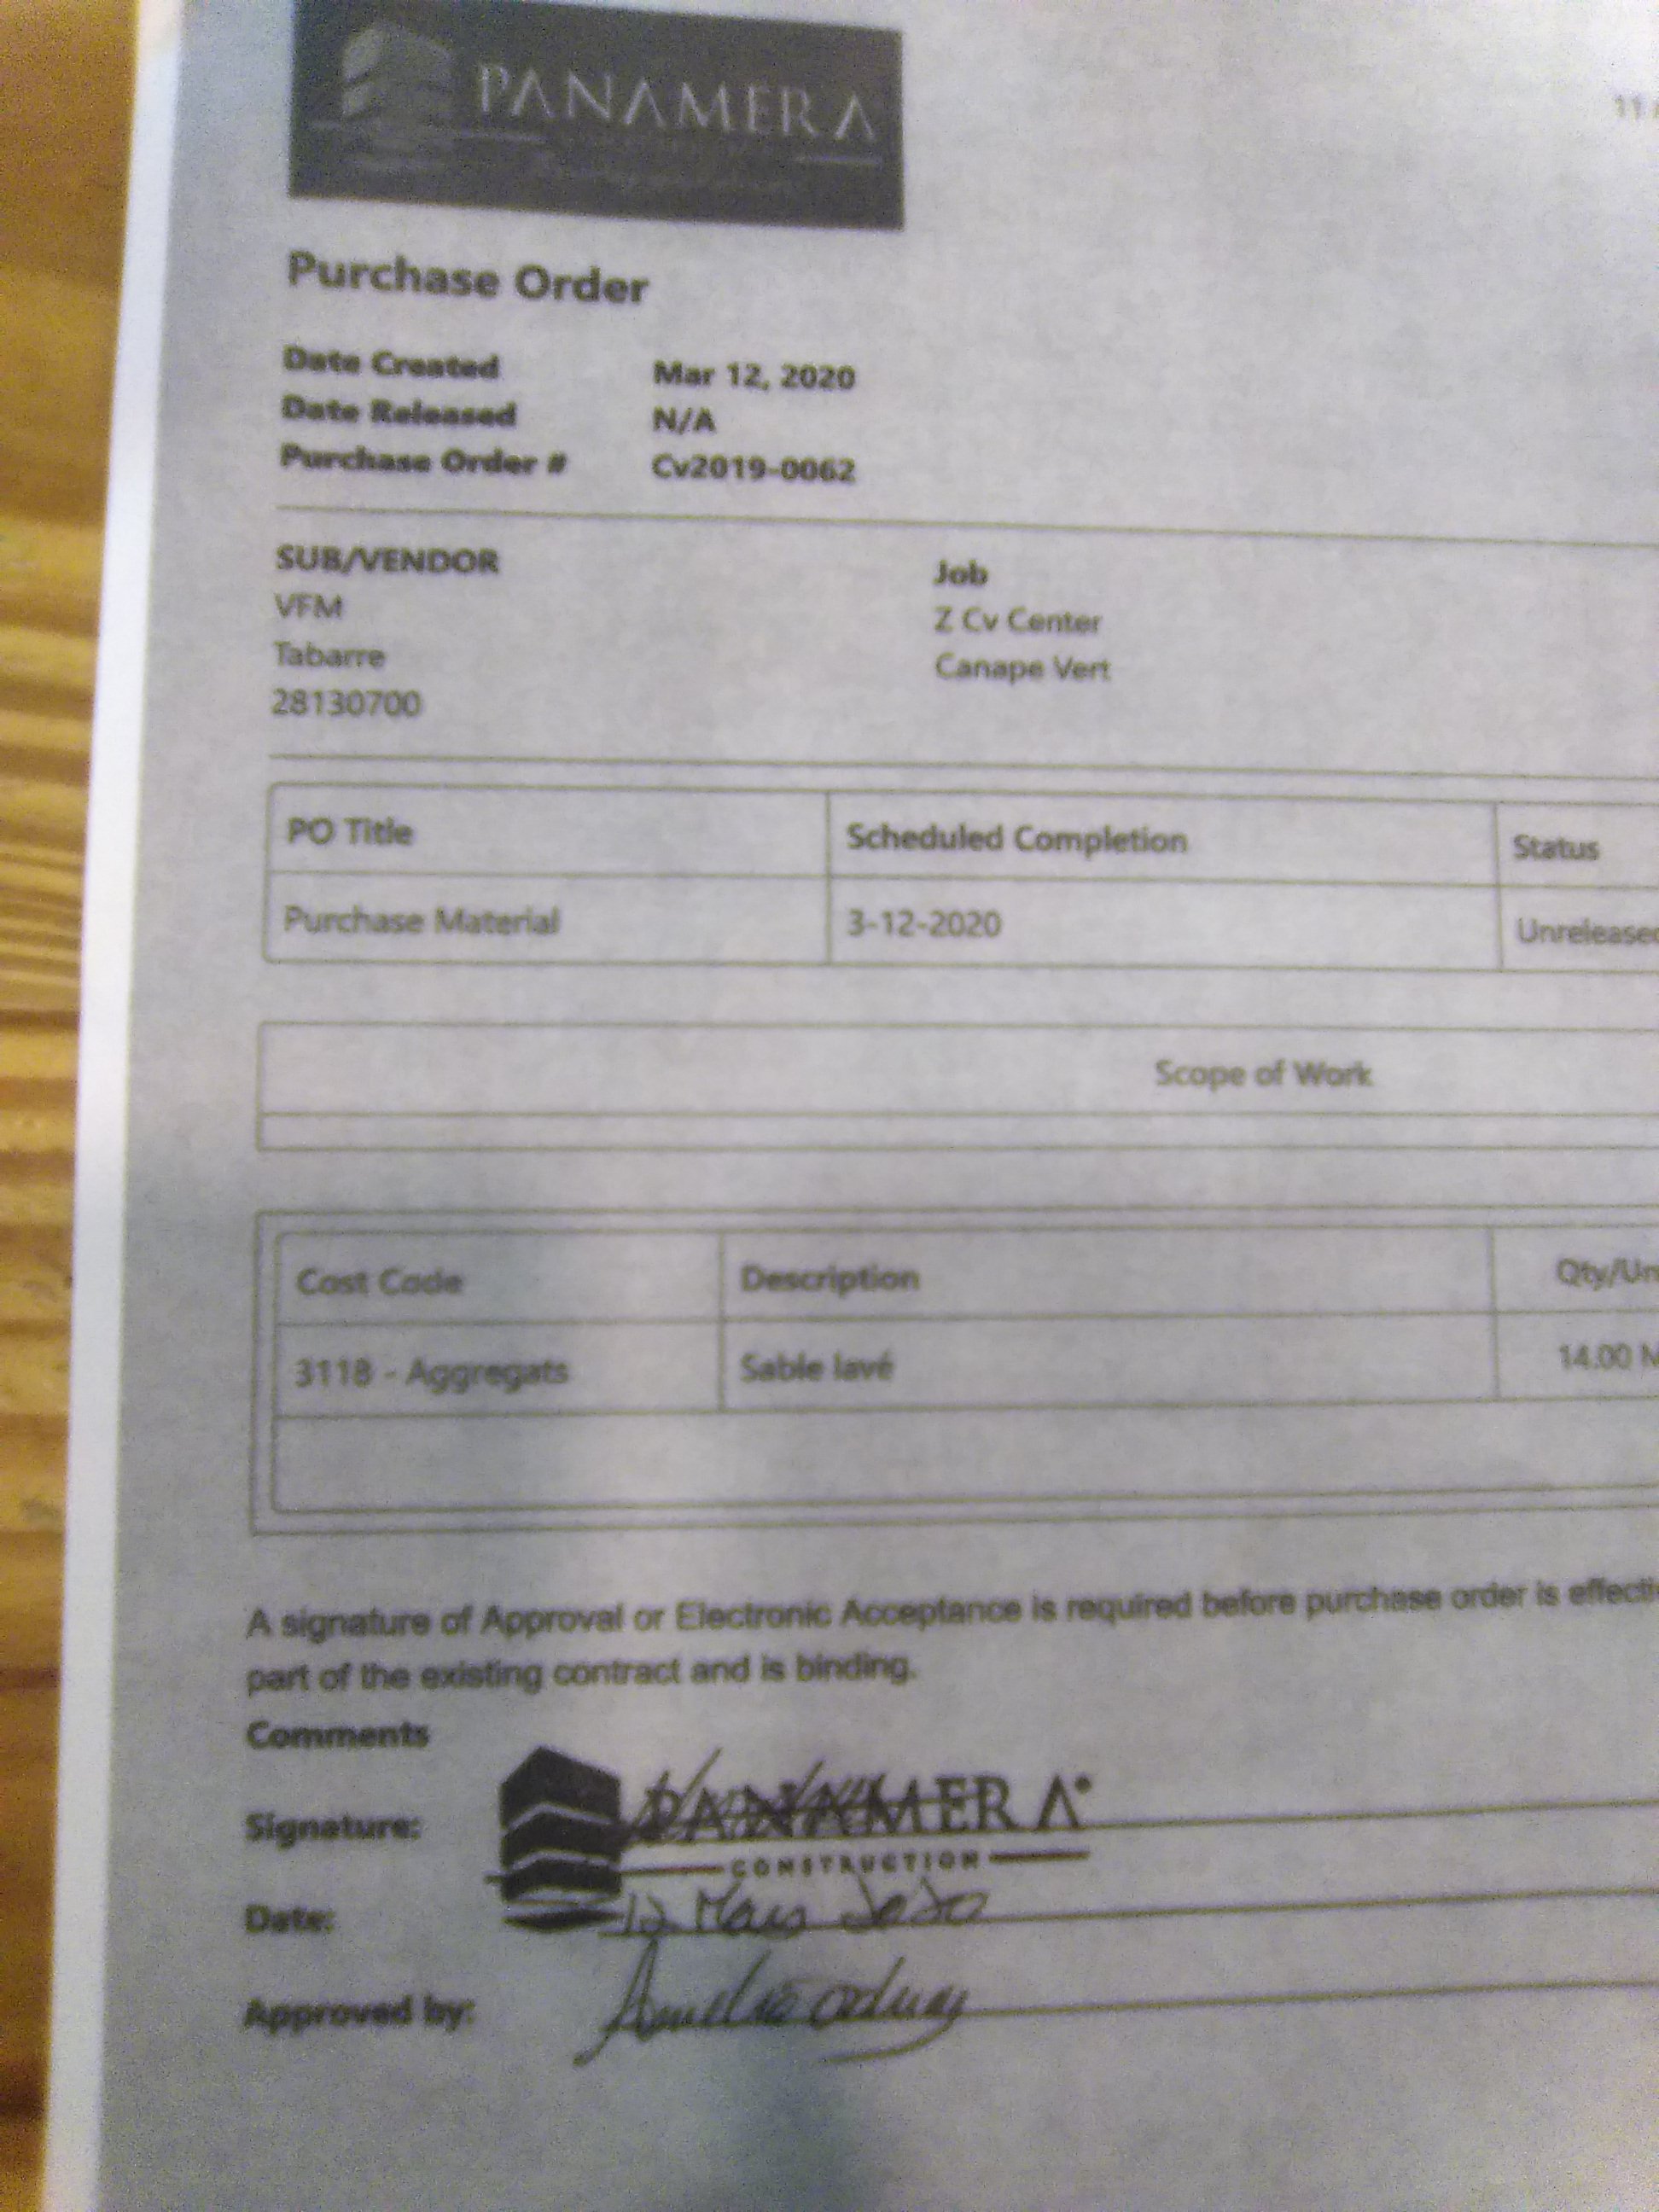 PANAMERA
11
Purchase Order
Date Created Mar 12, 2020
Date Released N/A
Purchase Order # Cv2019-0062
SUB/VENDOR Job
VFM Z Cv Center
Tabarre Canape Vert
28130700
PO Title Scheduled Completion Status
Purchase Material 3-12-2020 Unreleased
Scope of Work
Cost Code Description Qty/Un
3118 - Aggregats Sable lavé 14.00 M
A signature of Approval or Electronic Acceptance is required before purchase order is effecti
part of the existing contract and is binding.
Comments
Signature: PANAMERA
CONSTRUCTION
Date: 12 Mars 2020
Approved by: